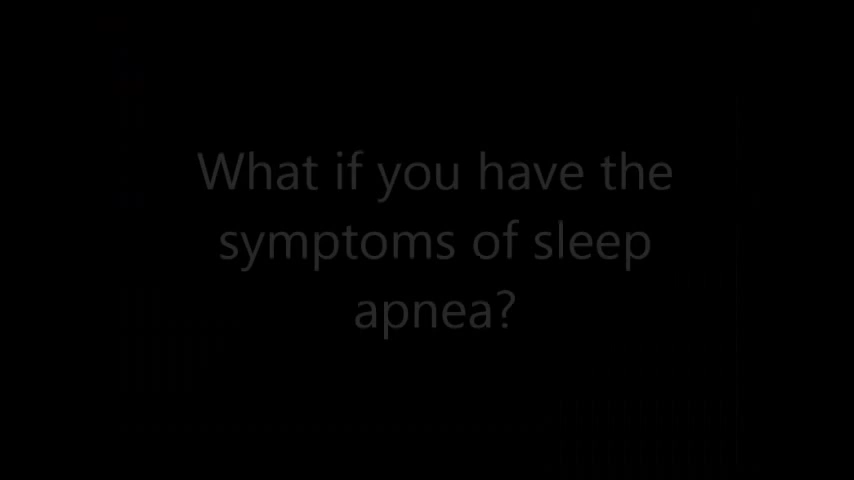 What if you have the
symptoms of sleep
apnea?